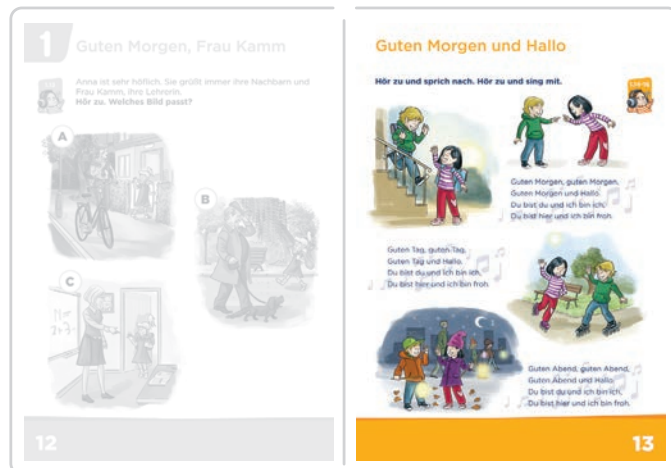 1
Guten Morgen, Frau Kamm
Anna ist sehr höflich. Sie grüßt immer ihre Nachbarn und
Frau Kamm, ihre Lehrerin.
Hör zu. Welches Bild passt?
A
B
C
12
Guten Morgen und Hallo
Hör zu und sprich nach. Hör zu und sing mit.
Guten Morgen, guten Morgen,
Guten Morgen und Hallo.
Du bist du und ich bin ich,
Du bist hier und ich bin froh.
Guten Tag, guten Tag,
Guten Tag und Hallo.
Du bist du und ich bin ich,
Du bist hier und ich bin froh.
Guten Abend, guten Abend,
Guten Abend und Hallo.
Du bist du und ich bin ich,
Du bist hier und ich bin froh.
13